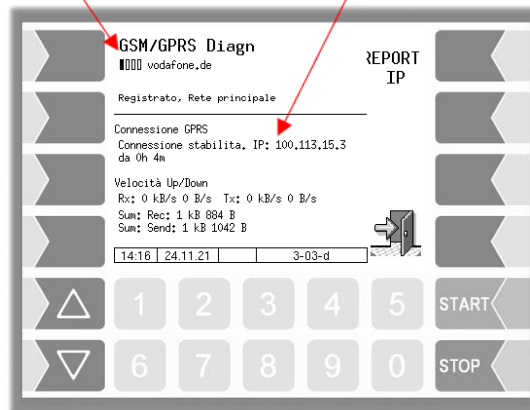 GSM/GPRS Diagn
vodafone.de
REPORT
IP
Registrato, Rete principale
Connessione GPRS
Connessione stabilita. IP: 100.113.15.3
da 0h 4m
Velocità Up/Down
Rx: 0 kB/s 0 B/s Tx: 0 kB/s 0 B/s
Sum: Rec: 1 kB 884 B
Sum: Send: 1 kB 1042 B
14:16 24.11.21 3-03-d
1 2 3 4 5 START
6 7 8 9 0 STOP